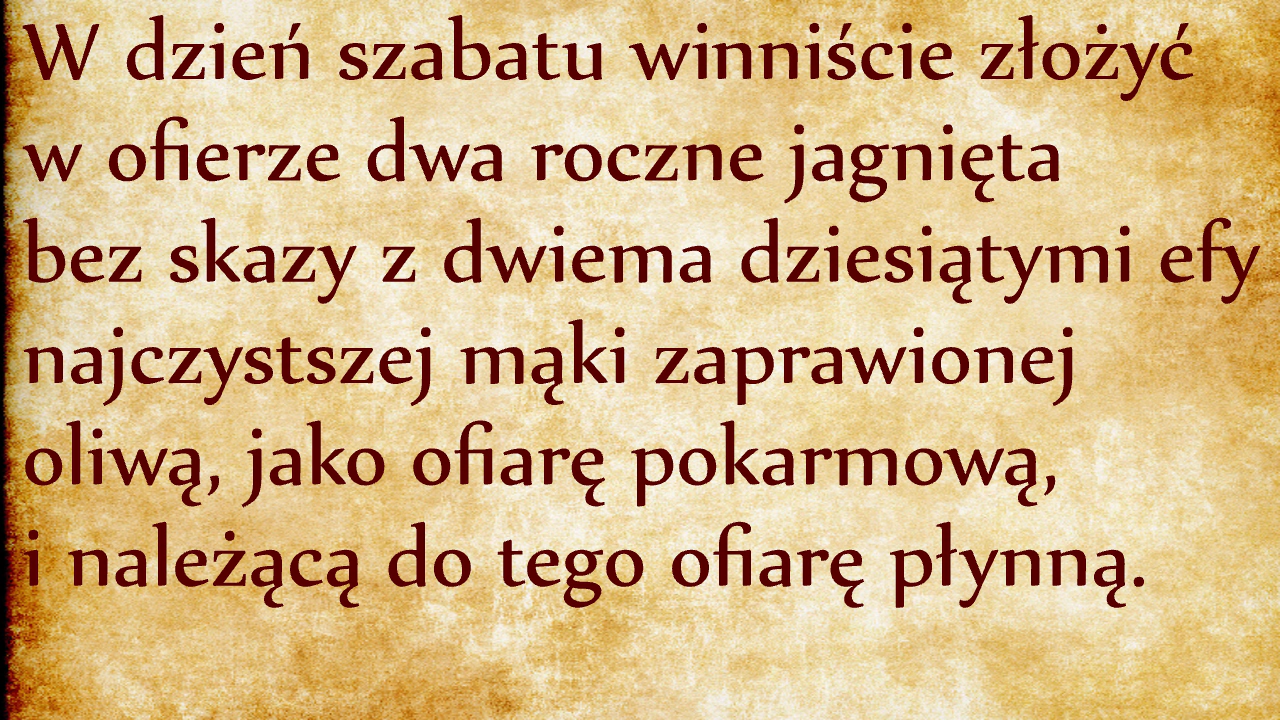 W dzień szabatu winniście złożyć
w ofierze dwa roczne jagnięta
bez skazy z dwiema dziesiątymi efy
najczystszej mąki zaprawionej
oliwą, jako ofiarę pokarmową,
i należącą do tego ofiarę płynną.